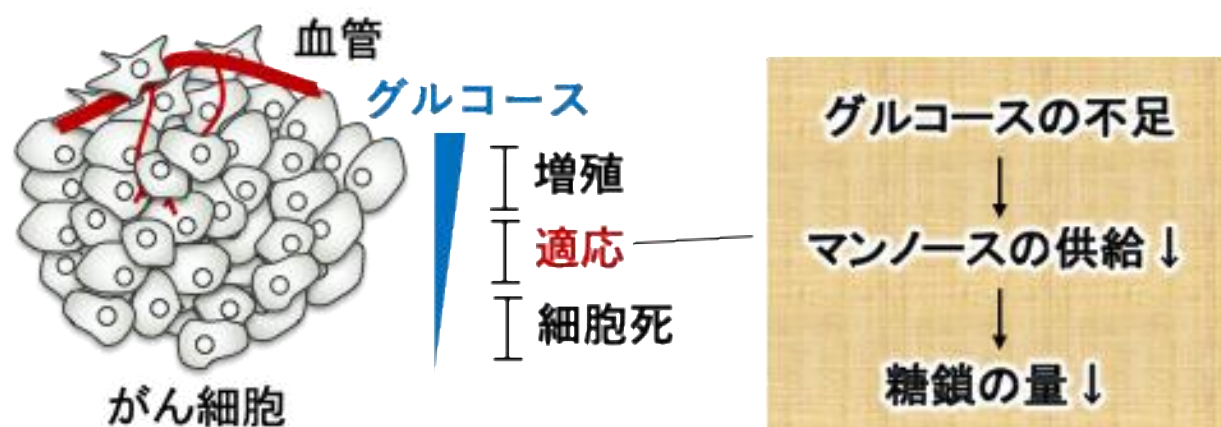 血管
グルコース
増殖
適応
細胞死
がん細胞
グルコースの不足
↓
マンノースの供給↓
↓
糖鎖の量↓